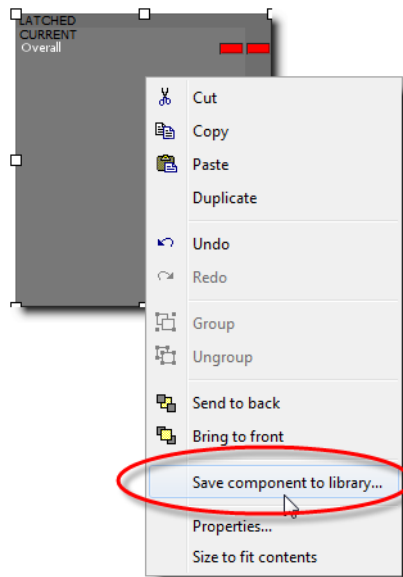 LATCHED
CURRENT
Overall
Cut
Copy
Paste
Duplicate
Undo
Redo
Group
Ungroup
Send to back
Bring to front
Save component to library...
Properties...
Size to fit contents